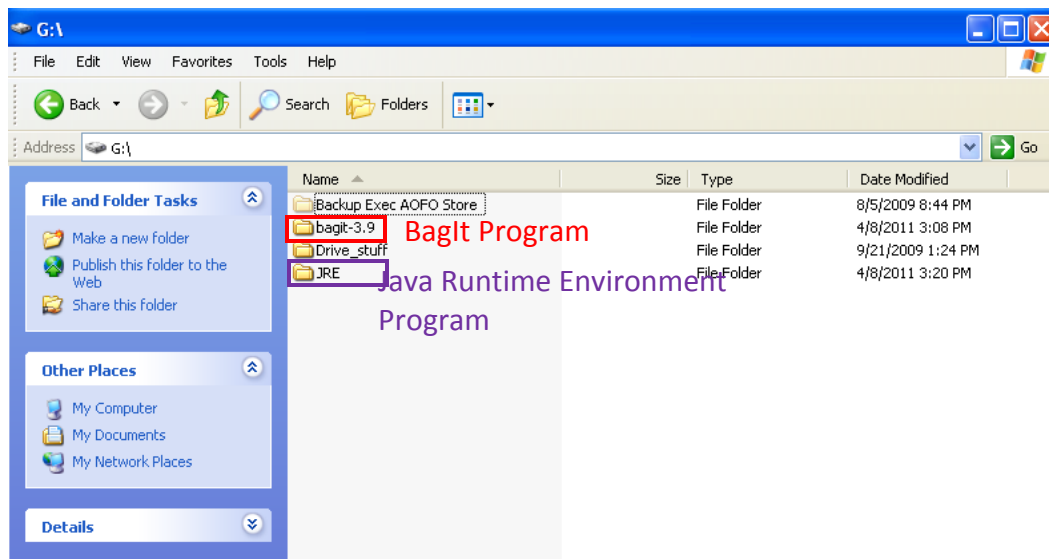 G:\
File Edit View Favorites Tools Help
Back Search Folders
Address G:\ Go
Name Size Type Date Modified
File and Folder Tasks
Make a new folder
Publish this folder to the
Web
Share this folder
Other Places
My Computer
My Documents
My Network Places
Details
Backup Exec AOFO Store File Folder 8/5/2009 8:44 PM
bagit-3.9 File Folder 4/8/2011 3:08 PM
BagIt Program
Drive_stuff File Folder 9/21/2009 1:24 PM
JRE File Folder 4/8/2011 3:20 PM
Java Runtime Environment
Program